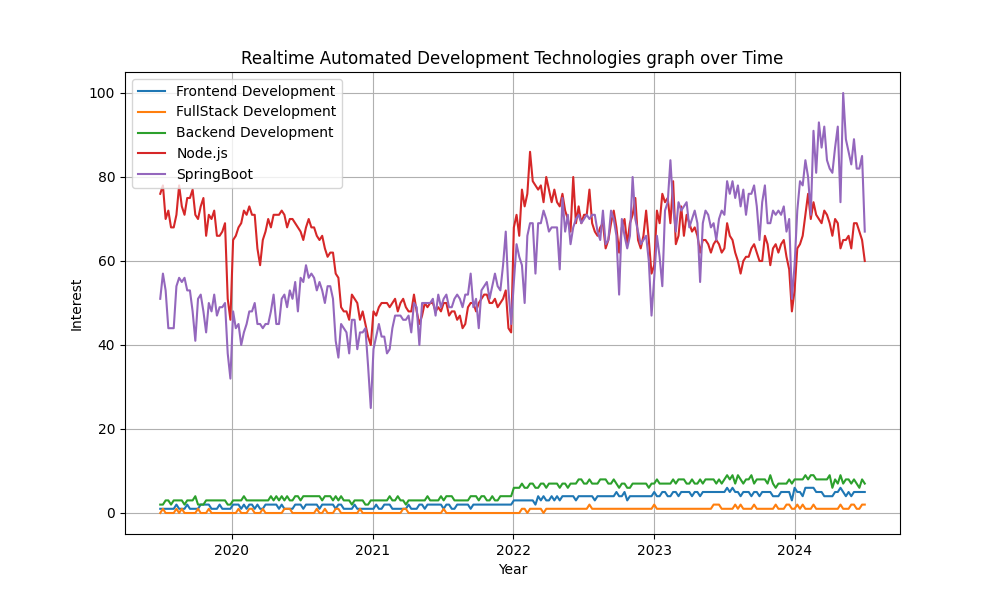 Realtime Automated Development Technologies graph over Time
Frontend Development
FullStack Development
Backend Development
Node.js
SpringBoot
100
80
60
40
20
0
Interest
2020 2021 2022 2023 2024
Year